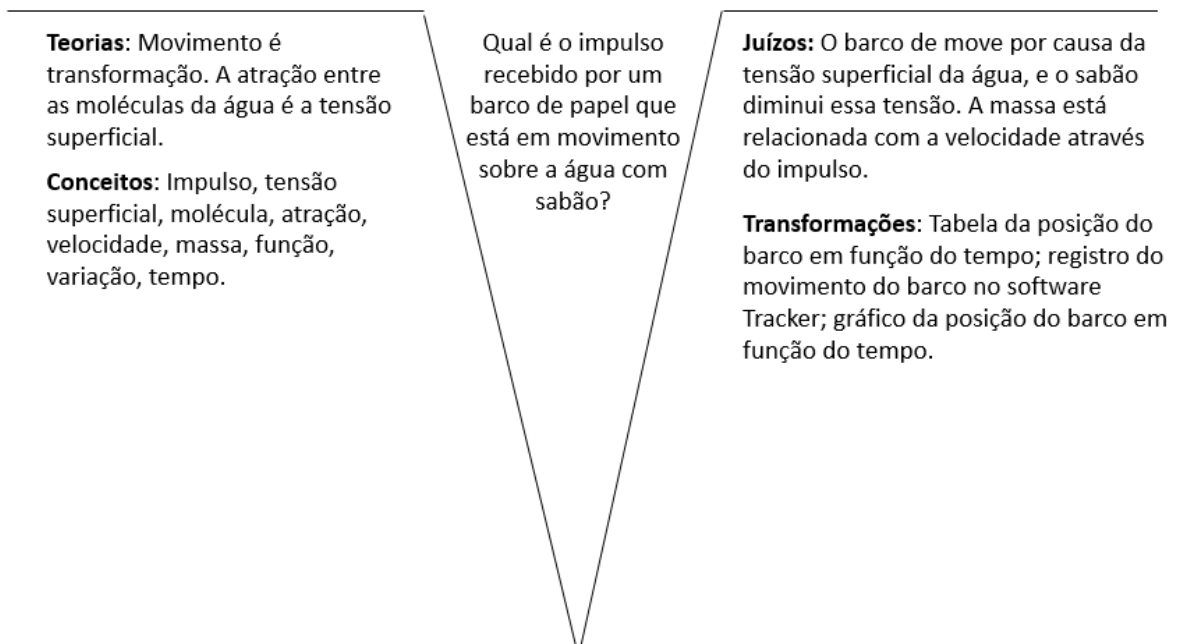 Teorias: Movimento é
transformação. A atração entre
as moléculas da água é a tensão
superficial.
Conceitos: Impulso, tensão
superficial, molécula, atração,
velocidade, massa, função,
variação, tempo.
Qual é o impulso
recebido por um
barco de papel que
está em movimento
sobre a água com
sabão?
Juízos: O barco de move por causa da
tensão superficial da água, e o sabão
diminui essa tensão. A massa está
relacionada com a velocidade através
do impulso.
Transformações: Tabela da posição do
barco em função do tempo; registro do
movimento do barco no software
Tracker; gráfico da posição do barco em
função do tempo.